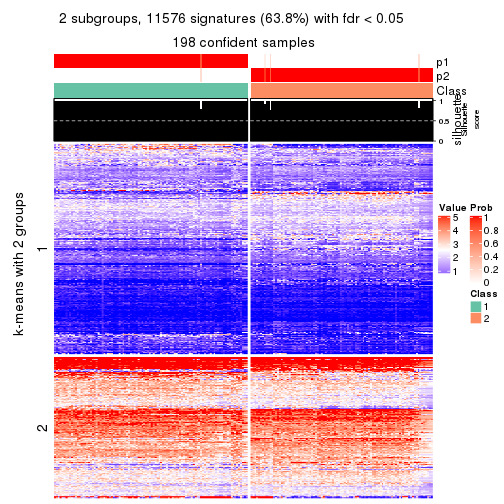 2 subgroups, 11576 signatures (63.8%) with fdr < 0.05
198 confident samples
p1
p2
Class
1
0.5
0
silhouette
Silhouette
score
k-means with 2 groups
1
2
Value
5
4
3
2
1
Prob
1
0.8
0.6
0.4
0.2
0
Class
1
2